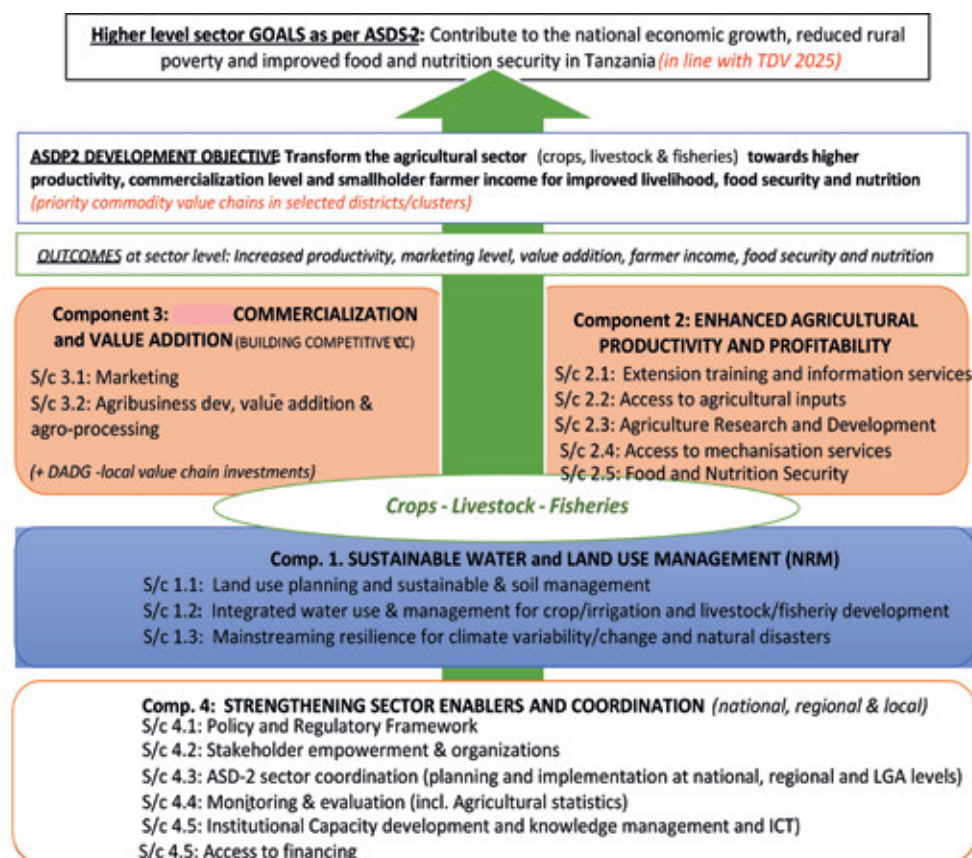 Higher level sector GOALS as per ASDS-2: Contribute to the national economic growth, reduced rural
poverty and improved food and nutrition security in Tanzania (in line with TDV 2025)
ASDP2 DEVELOPMENT OBJECTIVE: Transform the agricultural sector (crops, livestock & fisheries) towards higher
productivity, commercialization level and smallholder farmer income for improved livelihood, food security and nutrition
(priority commodity value chains in selected districts/clusters)
OUTCOMES at sector level: Increased productivity, marketing level, value addition, farmer income, food security and nutrition
Component 3: COMMERCIALIZATION
and VALUE ADDITION (BUILDING COMPETITIVE VC)
S/c 3.1: Marketing
S/c 3.2: Agribusiness dev, value addition &
agro-processing
(+ DADG -local value chain investments)
Component 2: ENHANCED AGRICULTURAL
PRODUCTIVITY AND PROFITABILITY
S/c 2.1: Extension training and information services
S/c 2.2: Access to agricultural inputs
S/c 2.3: Agriculture Research and Development
S/c 2.4: Access to mechanisation services
S/c 2.5: Food and Nutrition Security
Crops - Livestock - Fisheries
Comp. 1. SUSTAINABLE WATER and LAND USE MANAGEMENT (NRM)
S/c 1.1: Land use planning and sustainable & soil management
S/c 1.2: Integrated water use & management for crop/irrigation and livestock/fisheriy development
S/c 1.3: Mainstreaming resilience for climate variability/change and natural disasters
Comp. 4: STRENGTHENING SECTOR ENABLERS AND COORDINATION (national, regional & local)
S/c 4.1: Policy and Regulatory Framework
S/c 4.2: Stakeholder empowerment & organizations
S/c 4.3: ASD-2 sector coordination (planning and implementation at national, regional and LGA levels)
S/c 4.4: Monitoring & evaluation (incl. Agricultural statistics)
S/c 4.5: Institutional Capacity development and knowledge management and ICT)
S/c 4.5: Access to financing